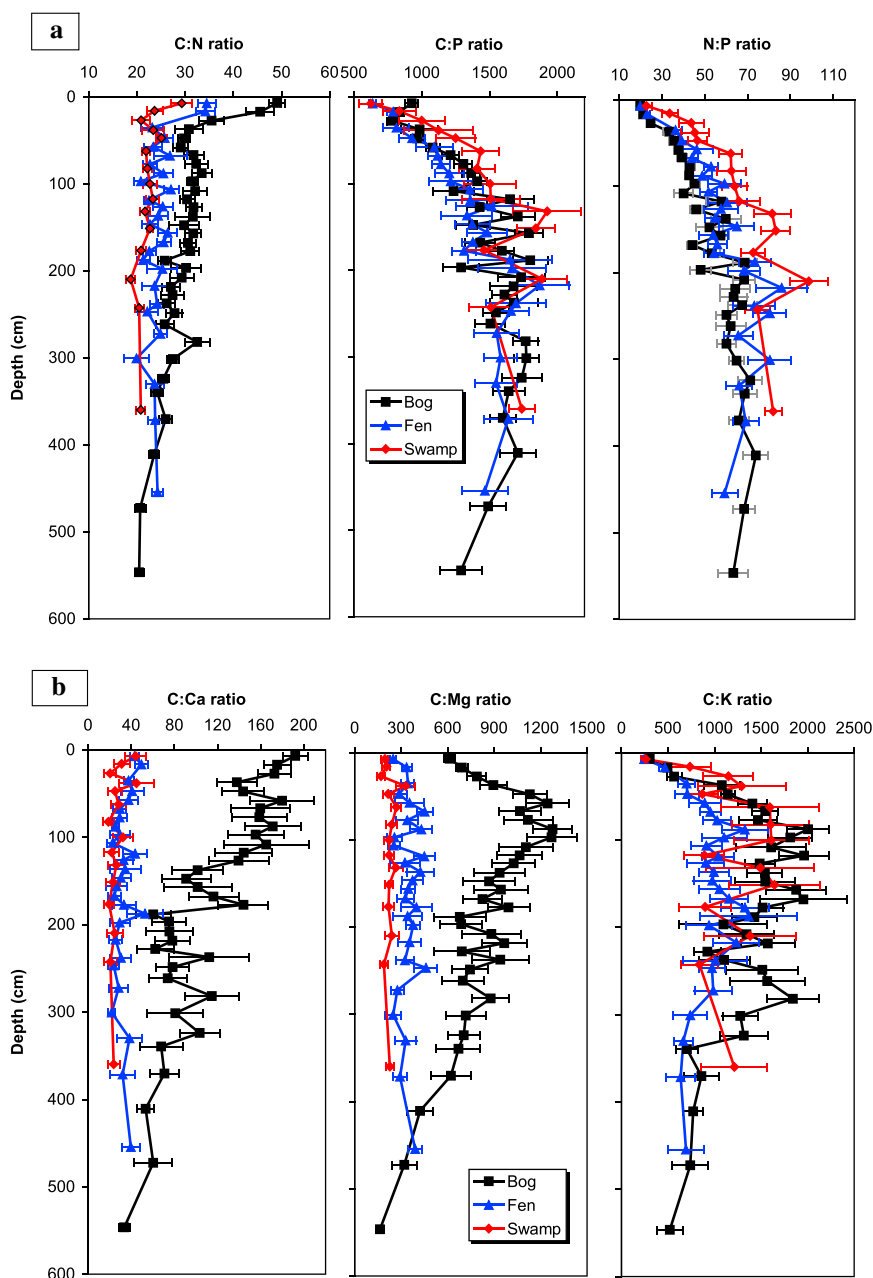 a
C:N ratio C:P ratio N:P ratio
10 20 30 40 50 60 500 1000 1500 2000 10 30 50 70 90 110
0
100
200
300
400
500
600
Depth (cm)
Bog
Fen
Swamp
b
C:Ca ratio C:Mg ratio C:K ratio
0 40 80 120 160 200 0 300 600 900 1200 1500 0 500 1000 1500 2000 2500
0
100
200
300
400
500
600
Depth (cm)
Bog
Fen
Swamp